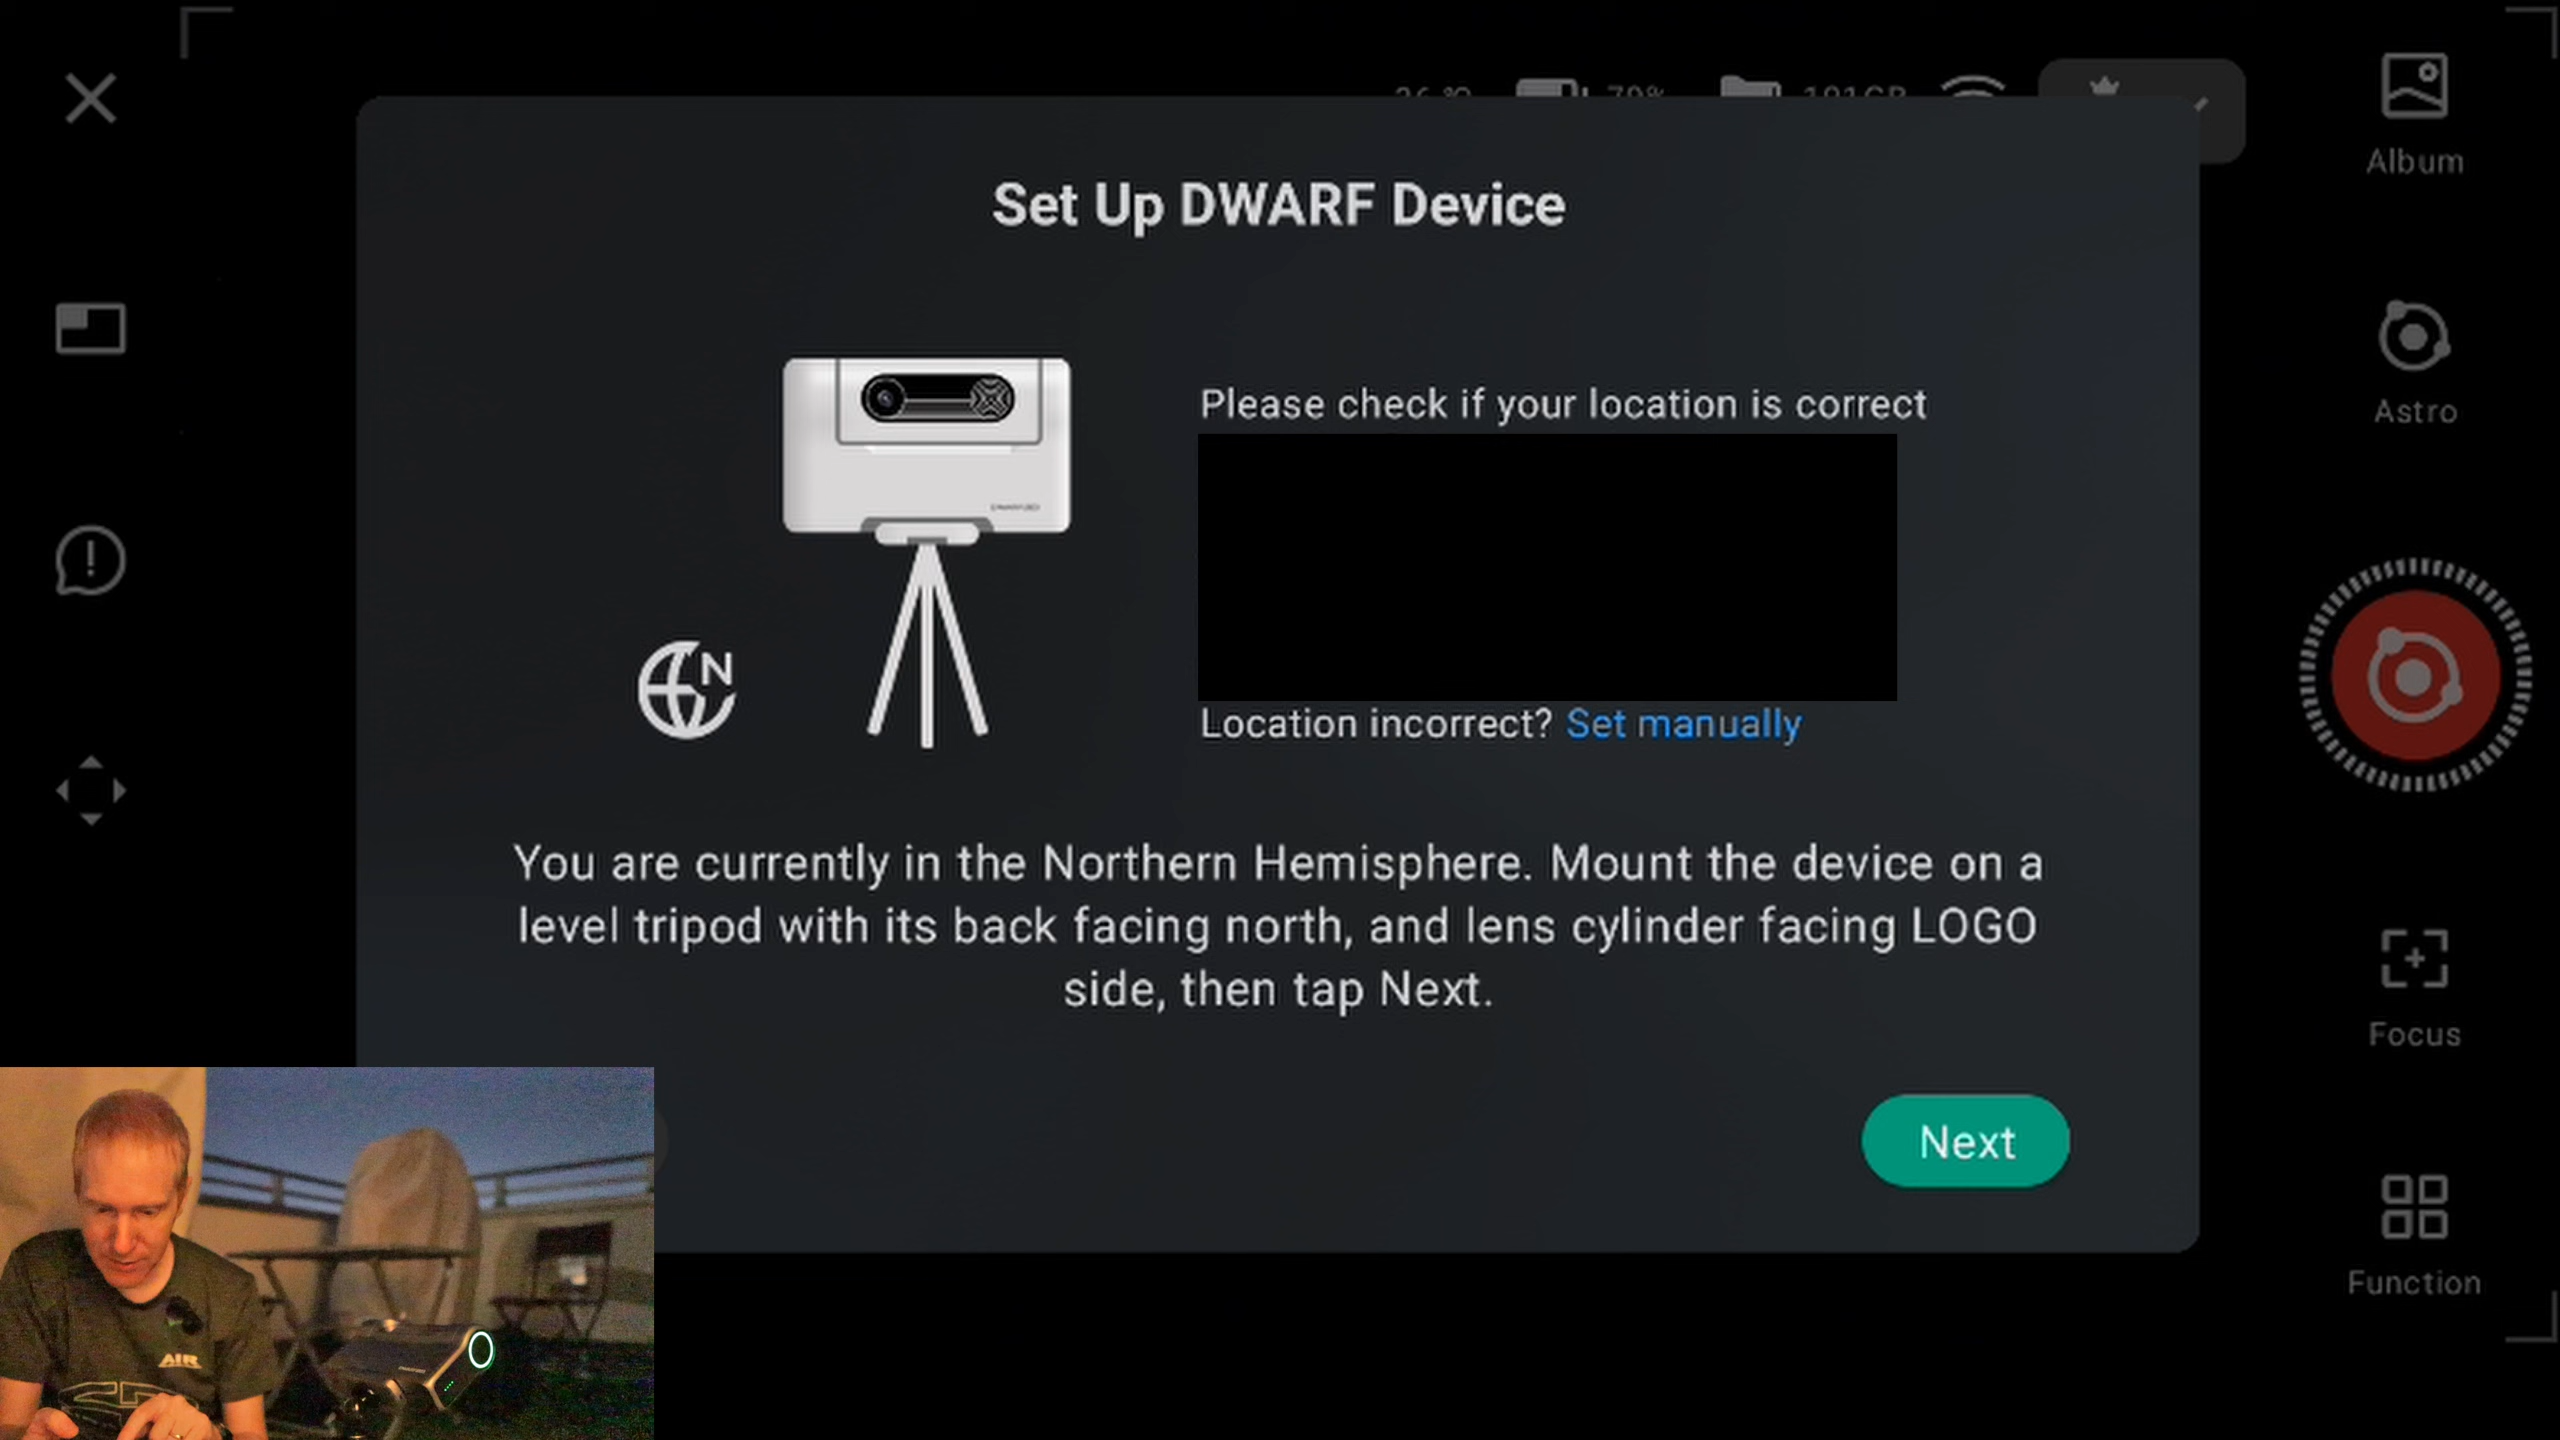 Album
Set Up DWARF Device
Please check if your location is correct
Astro
N
Location incorrect? Set manually
You are currently in the Northern Hemisphere. Mount the device on a
level tripod with its back facing north, and lens cylinder facing LOGO
side, then tap Next.
Focus
Next
Function
AIR